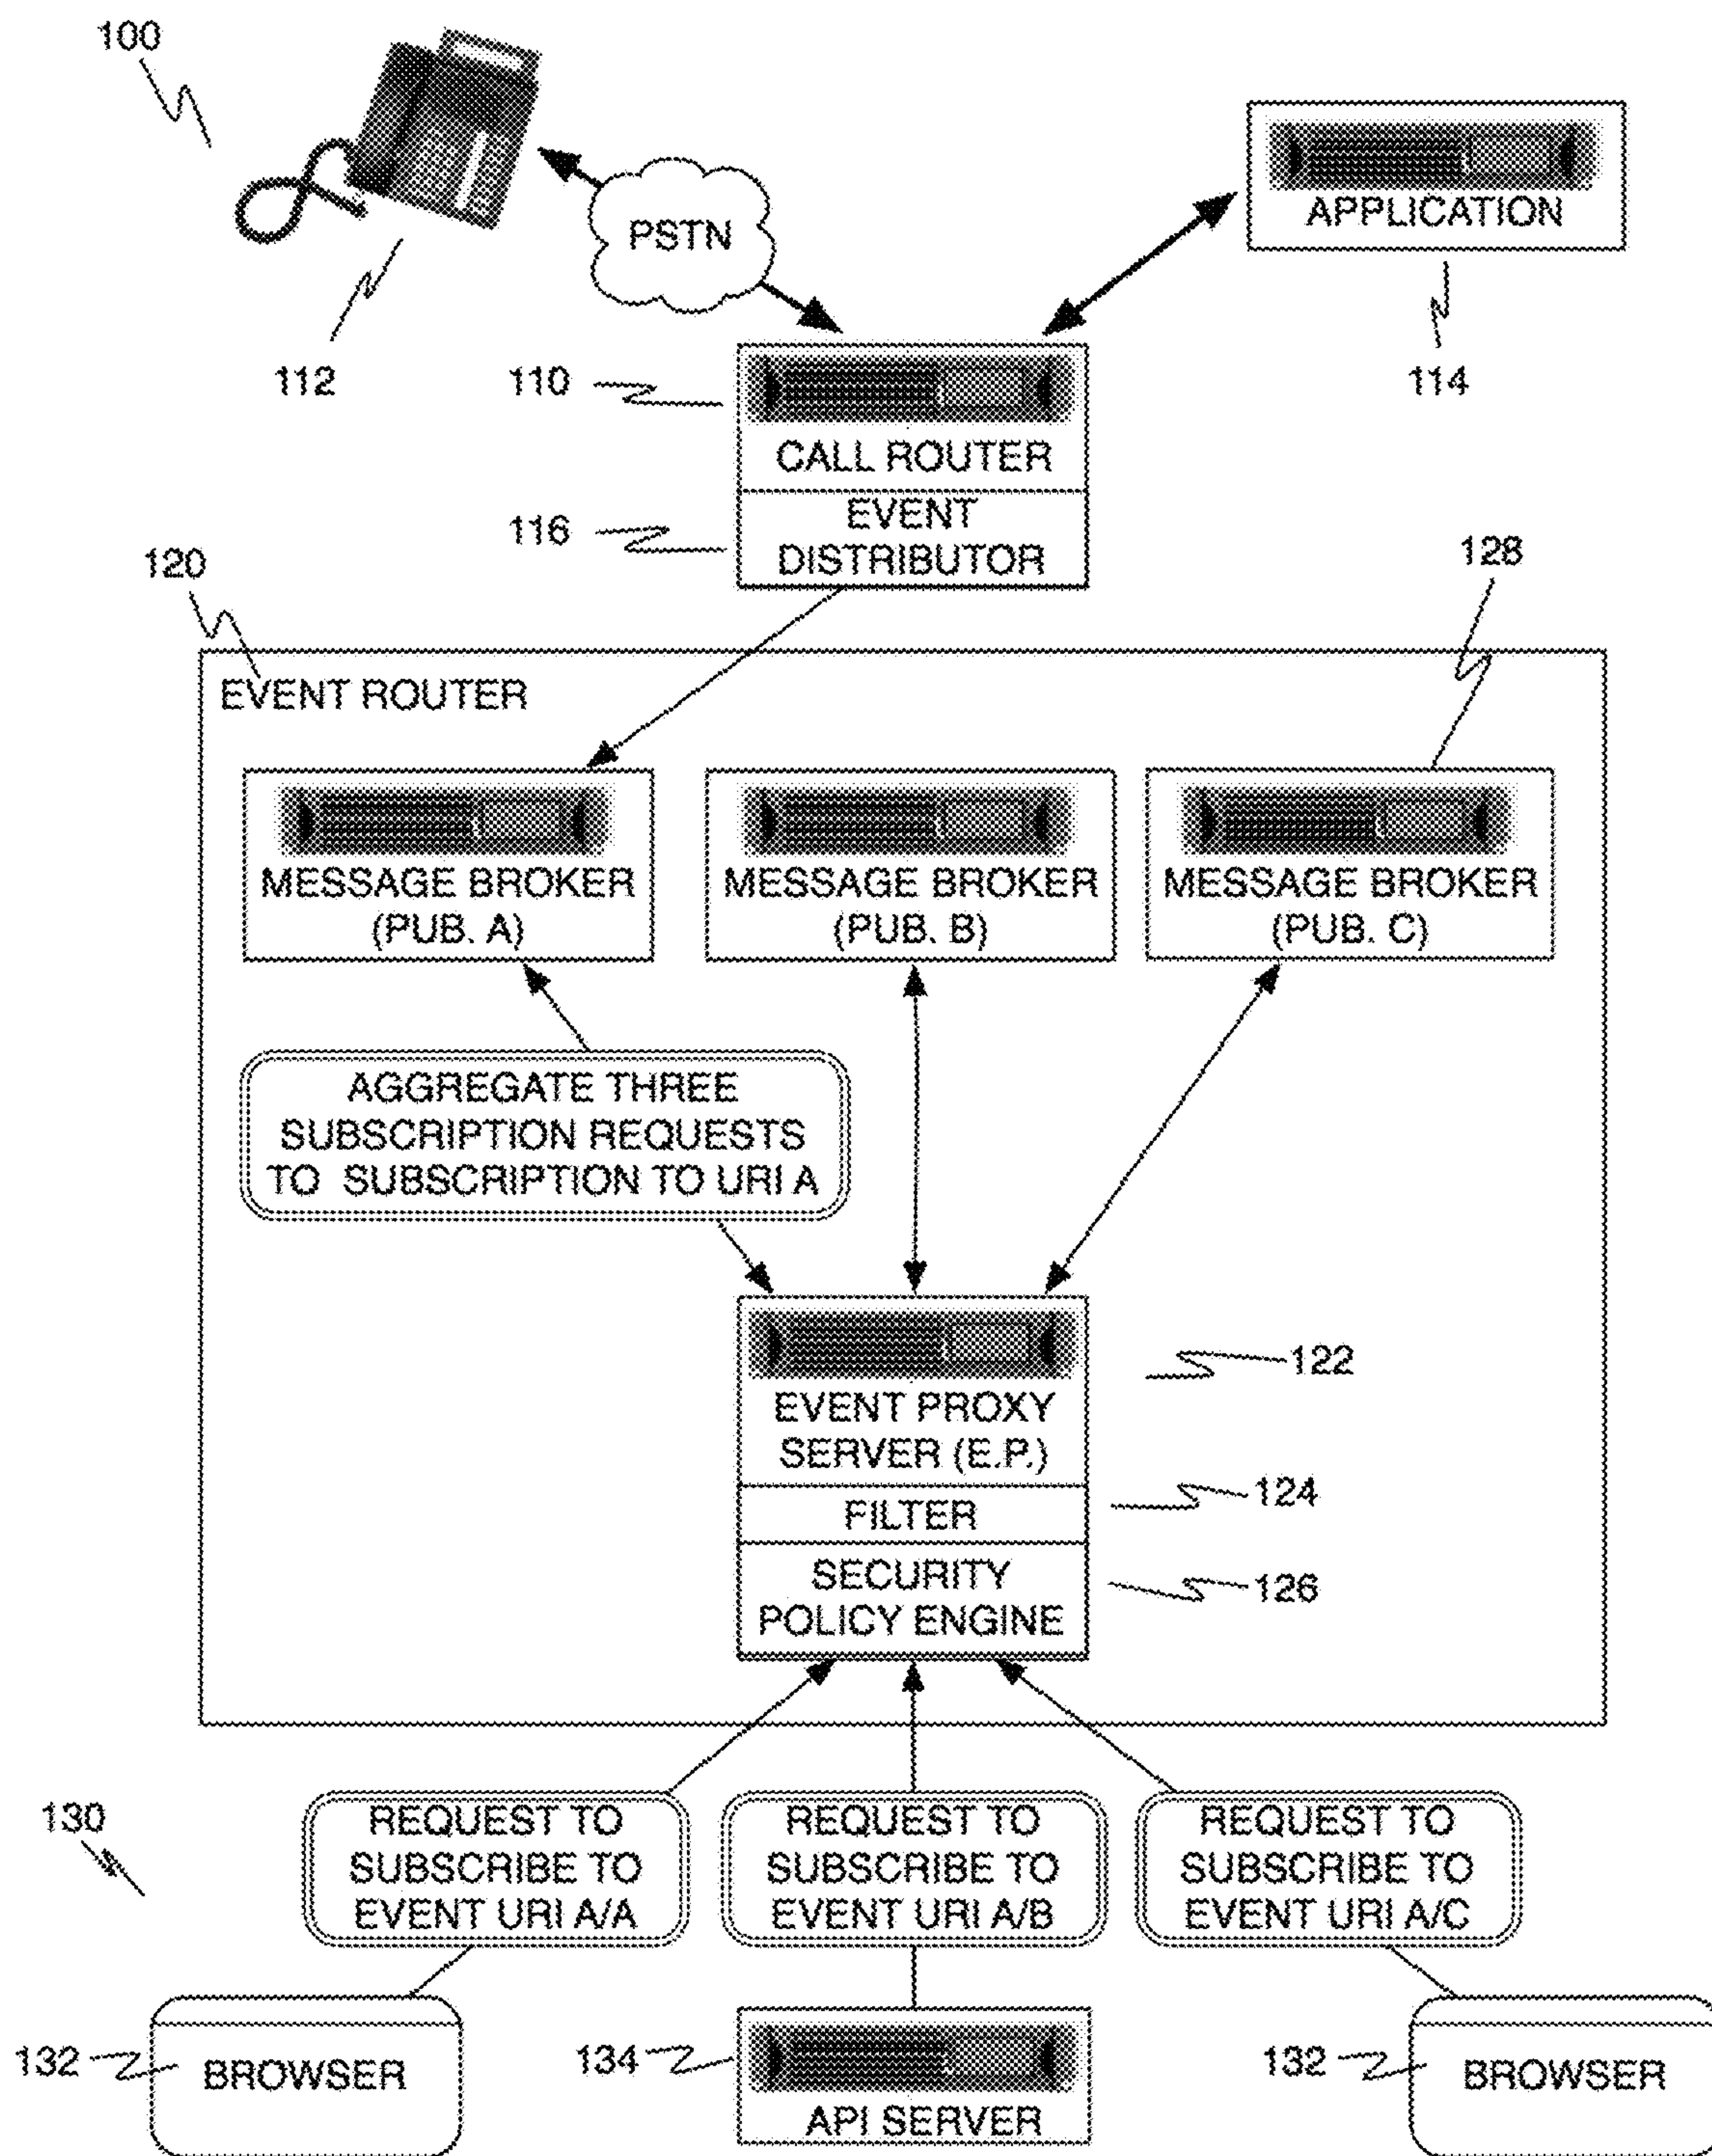 100
APPLICATION
PSTN
112
110
114
CALL ROUTER
116
EVENT
DISTRIBUTOR
120
128
EVENT ROUTER
MESSAGE BROKER
(PUB. A)
MESSAGE BROKER
(PUB. B)
MESSAGE BROKER
(PUB. C)
AGGREGATE THREE
SUBSCRIPTION REQUESTS
TO SUBSCRIPTION TO URI A
122
EVENT PROXY
SERVER (E.P.)
124
FILTER
SECURITY
POLICY ENGINE
126
130
REQUEST TO
SUBSCRIBE TO
EVENT URI A/A
REQUEST TO
SUBSCRIBE TO
EVENT URI A/B
REQUEST TO
SUBSCRIBE TO
EVENT URI A/C
132
BROWSER
134
API SERVER
132
BROWSER